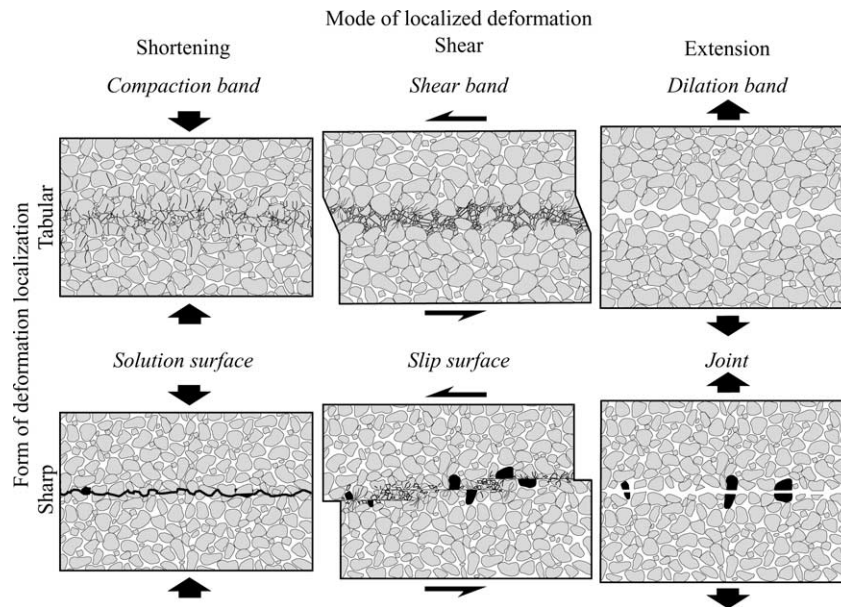 Mode of localized deformation
Shortening
Shear
Extension
Compaction band
Shear band
Dilation band
Form of deformation localization
Tabular
Solution surface
Slip surface
Joint
Sharp